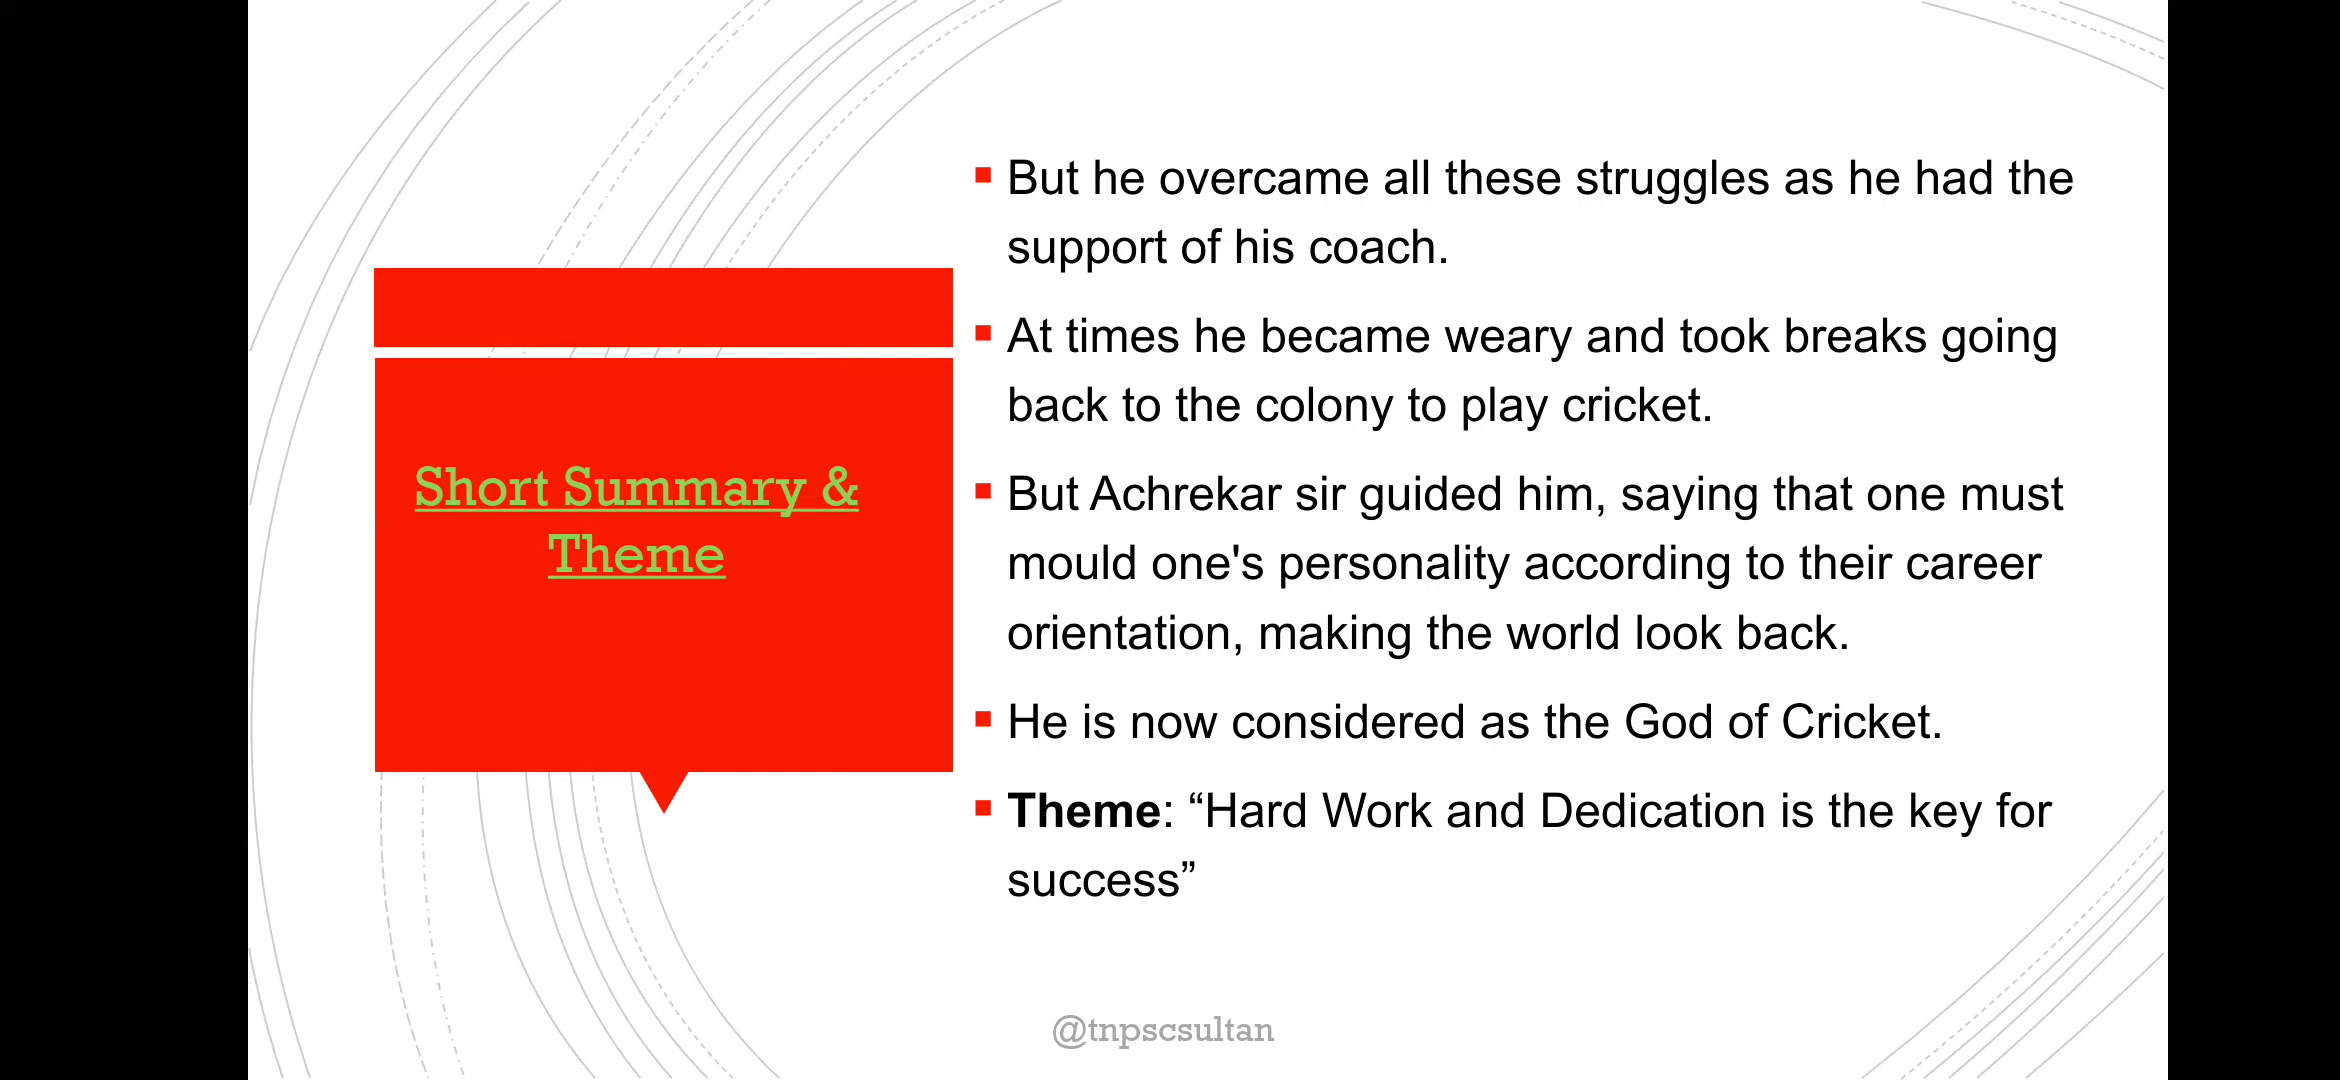 Short Summary &
Theme
But he overcame all these struggles as he had the
support of his coach.
At times he became weary and took breaks going
back to the colony to play cricket.
But Achrekar sir guided him, saying that one must
mould one's personality according to their career
orientation, making the world look back.
He is now considered as the God of Cricket.
Theme: “Hard Work and Dedication is the key for
success”
@tnpscsultan